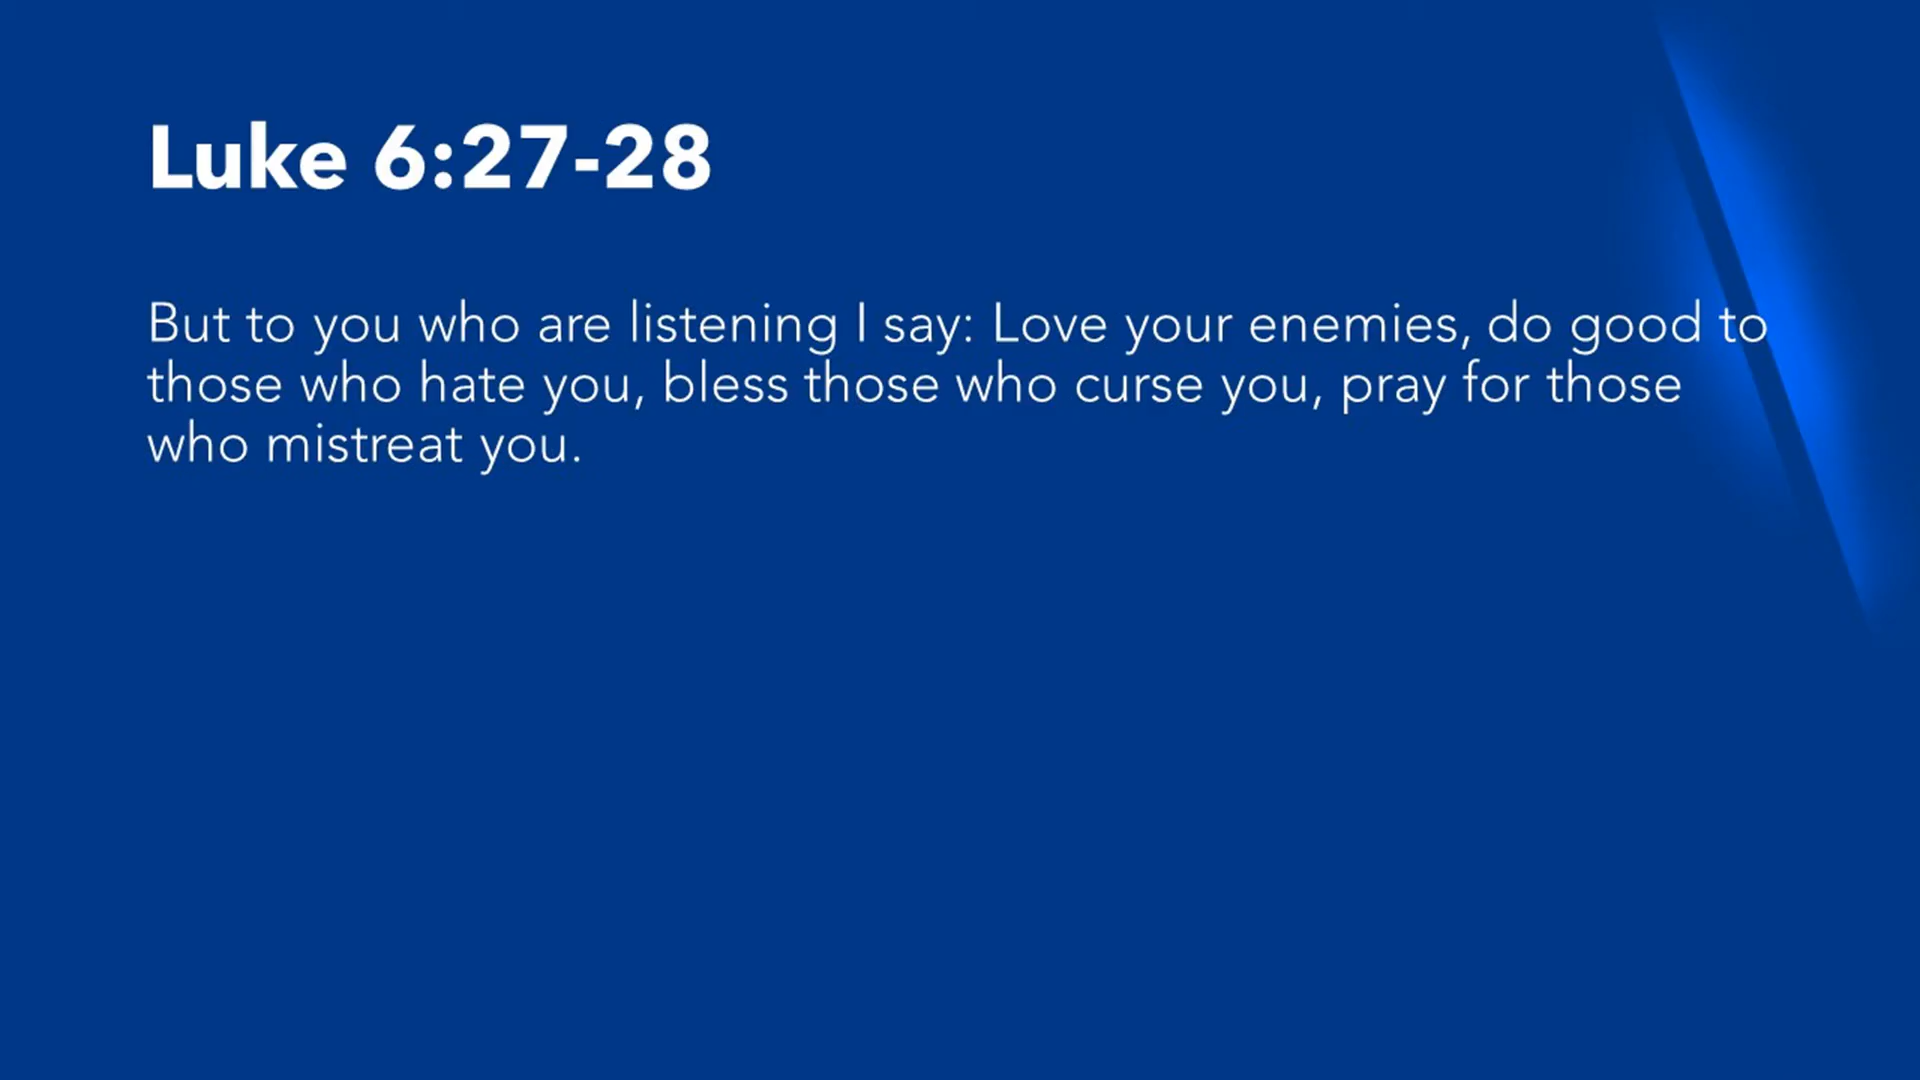 Luke 6:27-28
But to you who are listening I say: Love your enemies, do good to
those who hate you, bless those who curse you, pray for those
who mistreat you.